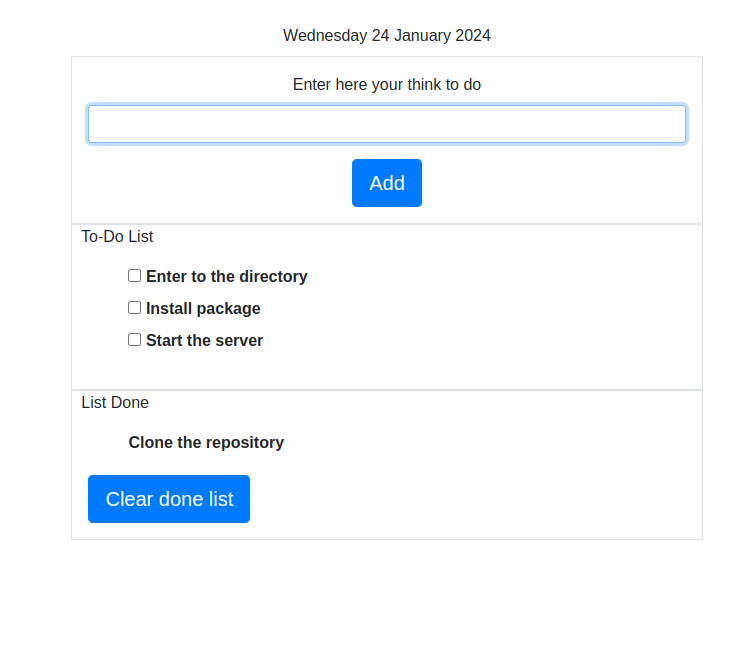 Wednesday 24 January 2024
Enter here your think to do
Add
To-Do List
Enter to the directory
Install package
Start the server
List Done
Clone the repository
Clear done list